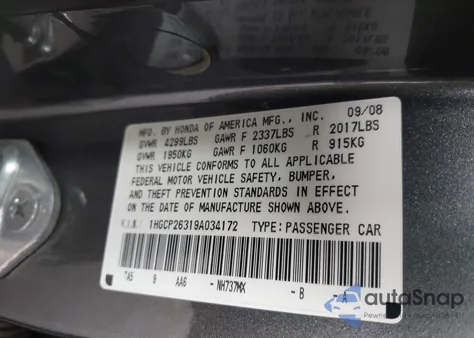 MFD. BY HONDA OF AMERICA MFG., INC. 09/08
GVWR 4299LBS GAWR F 2337LBS R 2017LBS
GVWR 1950KG GAWR F 1060KG R 915KG
THIS VEHICLE CONFORMS TO ALL APPLICABLE
FEDERAL MOTOR VEHICLE SAFETY, BUMPER,
AND THEFT PREVENTION STANDARDS IN EFFECT
ON THE DATE OF MANUFACTURE SHOWN ABOVE.
V.I.N.: 1HGCP26319A034172 TYPE: PASSENGER CAR
TA5 9 AA6 -NH737MX -B A
autoSnap